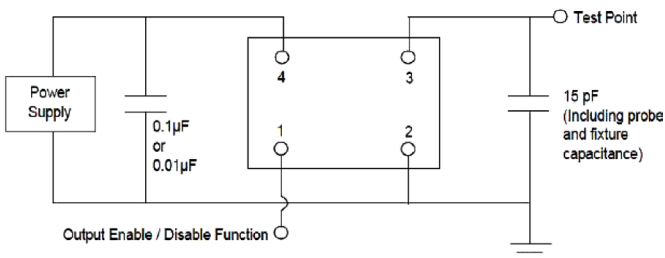 Test Point
4
3
Power
Supply
0.1µF
or
0.01µF
1
2
15 pF
(Including probe
and fixture
capacitance)
Output Enable / Disable Function